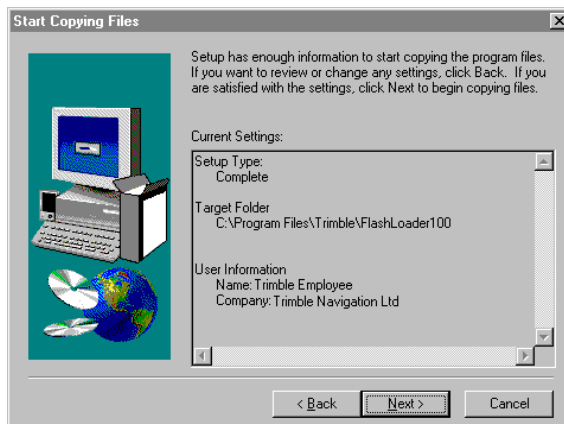 Start Copying Files
Setup has enough information to start copying the program files.
If you want to review or change any settings, click Back. If you
are satisfied with the settings, click Next to begin copying files.
Current Settings:
Setup Type:
Complete
Target Folder
C:\Program Files\Trimble\FlashLoader100
User Information
Name: Trimble Employee
Company: Trimble Navigation Ltd
< Back
Next >
Cancel